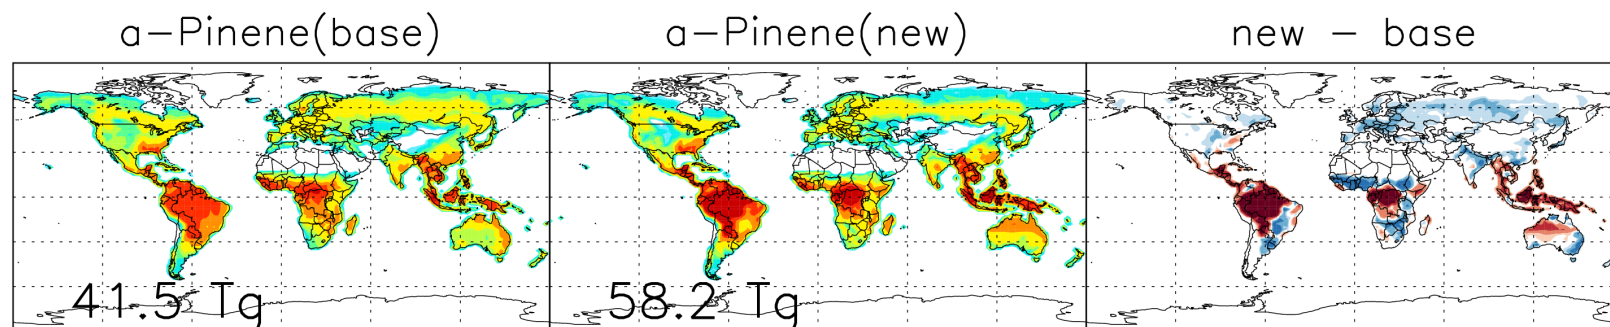 a-Pinene(base)
a-Pinene(new)
new - base
41.5 Tg
58.2 Tg